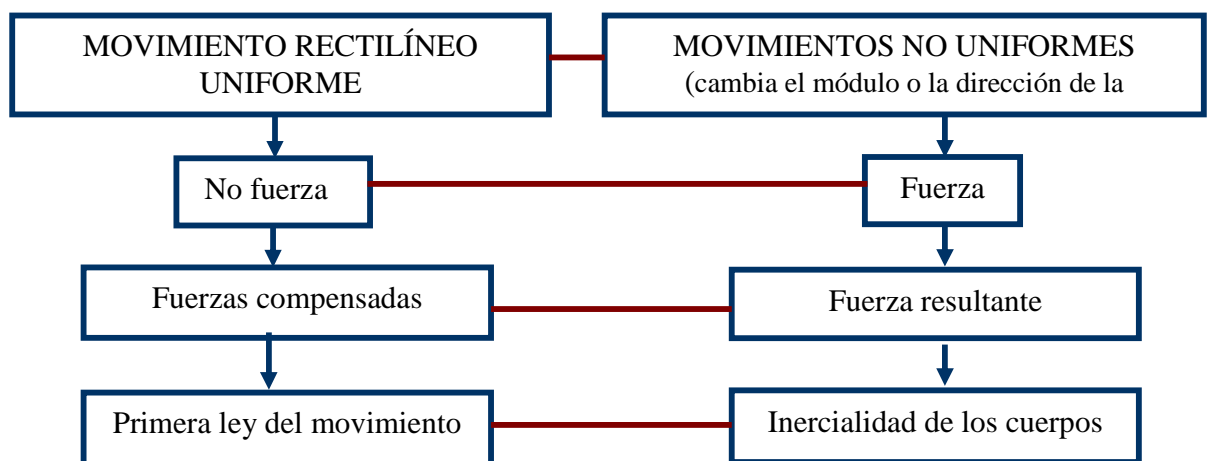 MOVIMIENTO RECTILÍNEO
UNIFORME
MOVIMIENTOS NO UNIFORMES
(cambia el módulo o la dirección de la
No fuerza
Fuerza
Fuerzas compensadas
Fuerza resultante
Primera ley del movimiento
Inercialidad de los cuerpos